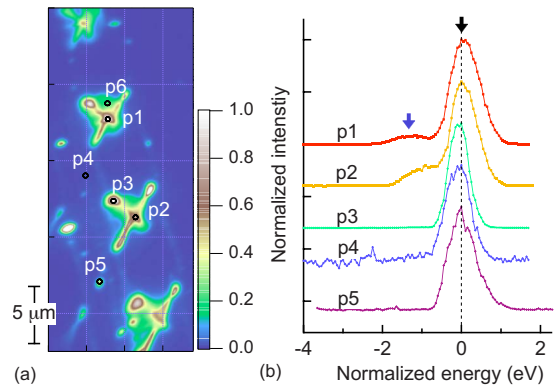 (a)
p6
p1
p4
p3
p2
p5
5 μm
1.0
0.8
0.6
0.4
0.2
0.0
(b)
Normalized intenstiy
p1
p2
p3
p4
p5
-4
-2
0
2
Normalized energy (eV)